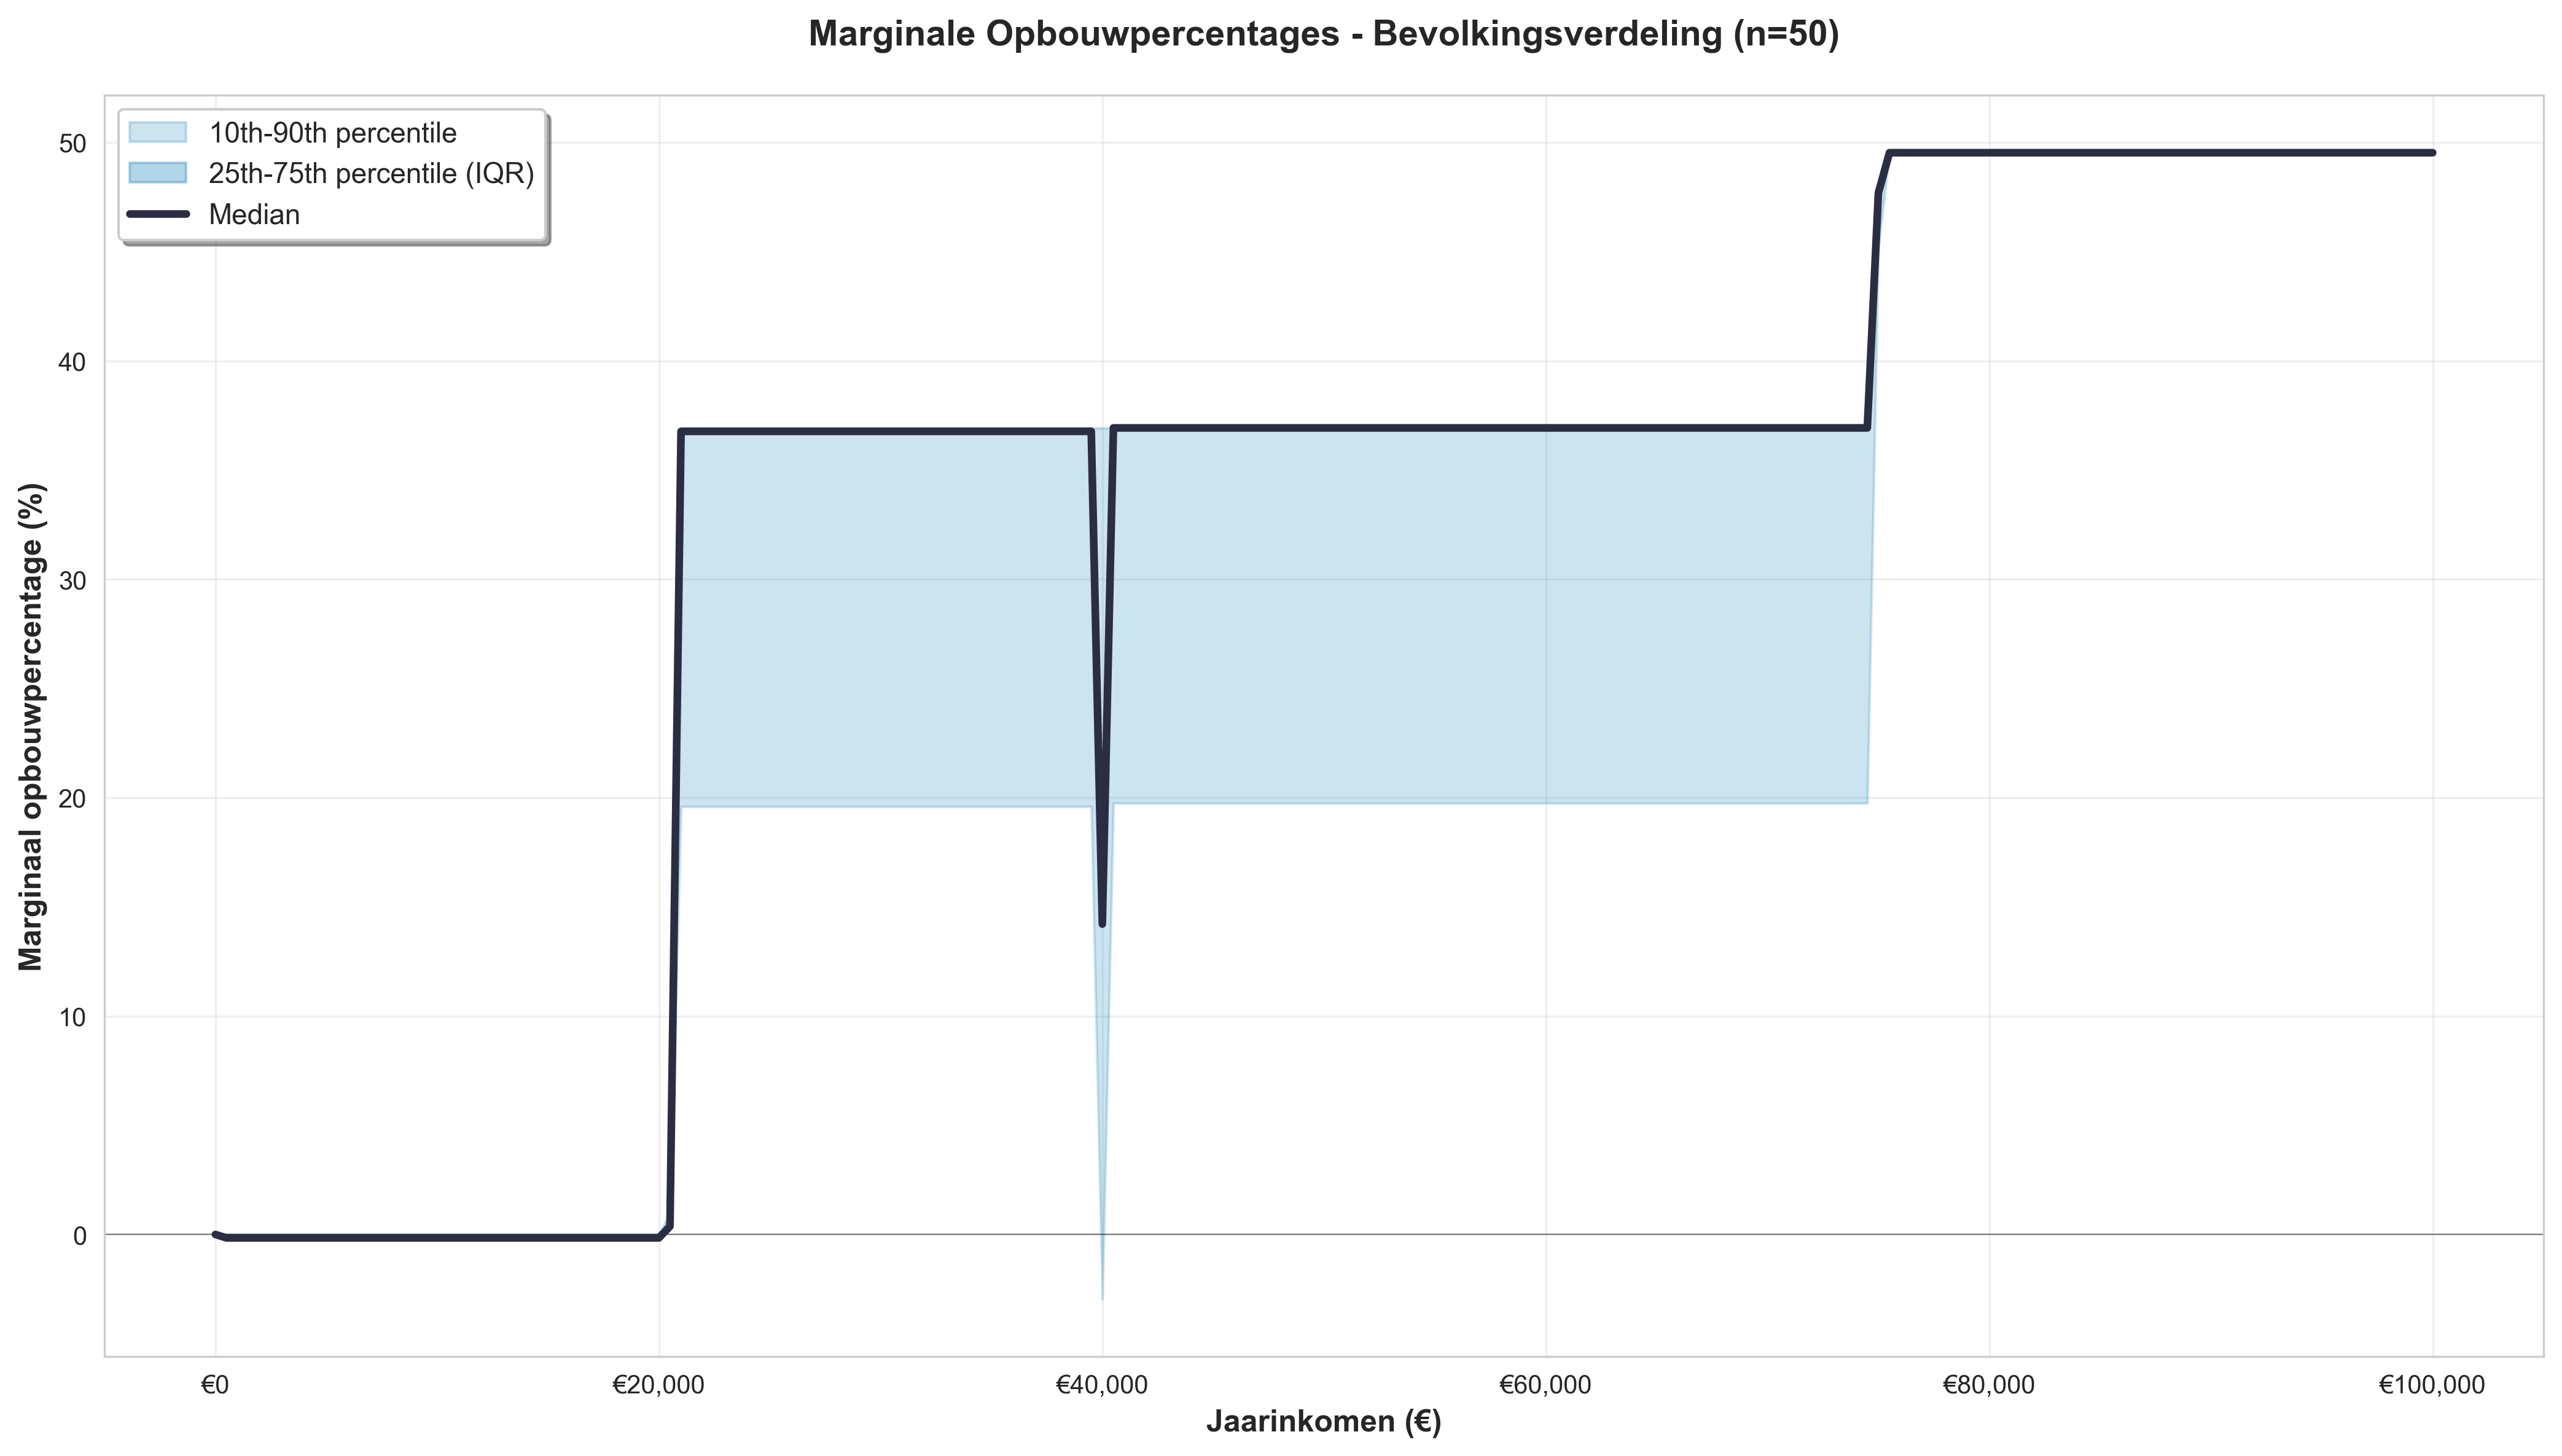 Marginale Opbouwpercentages - Bevolkingsverdeling (n=50)
10th-90th percentile
25th-75th percentile (IQR)
Median
50
40
30
20
10
0
Marginaal opbouwpercentage (%)
€0
€20,000
€40,000
€60,000
€80,000
€100,000
Jaarinkomen (€)